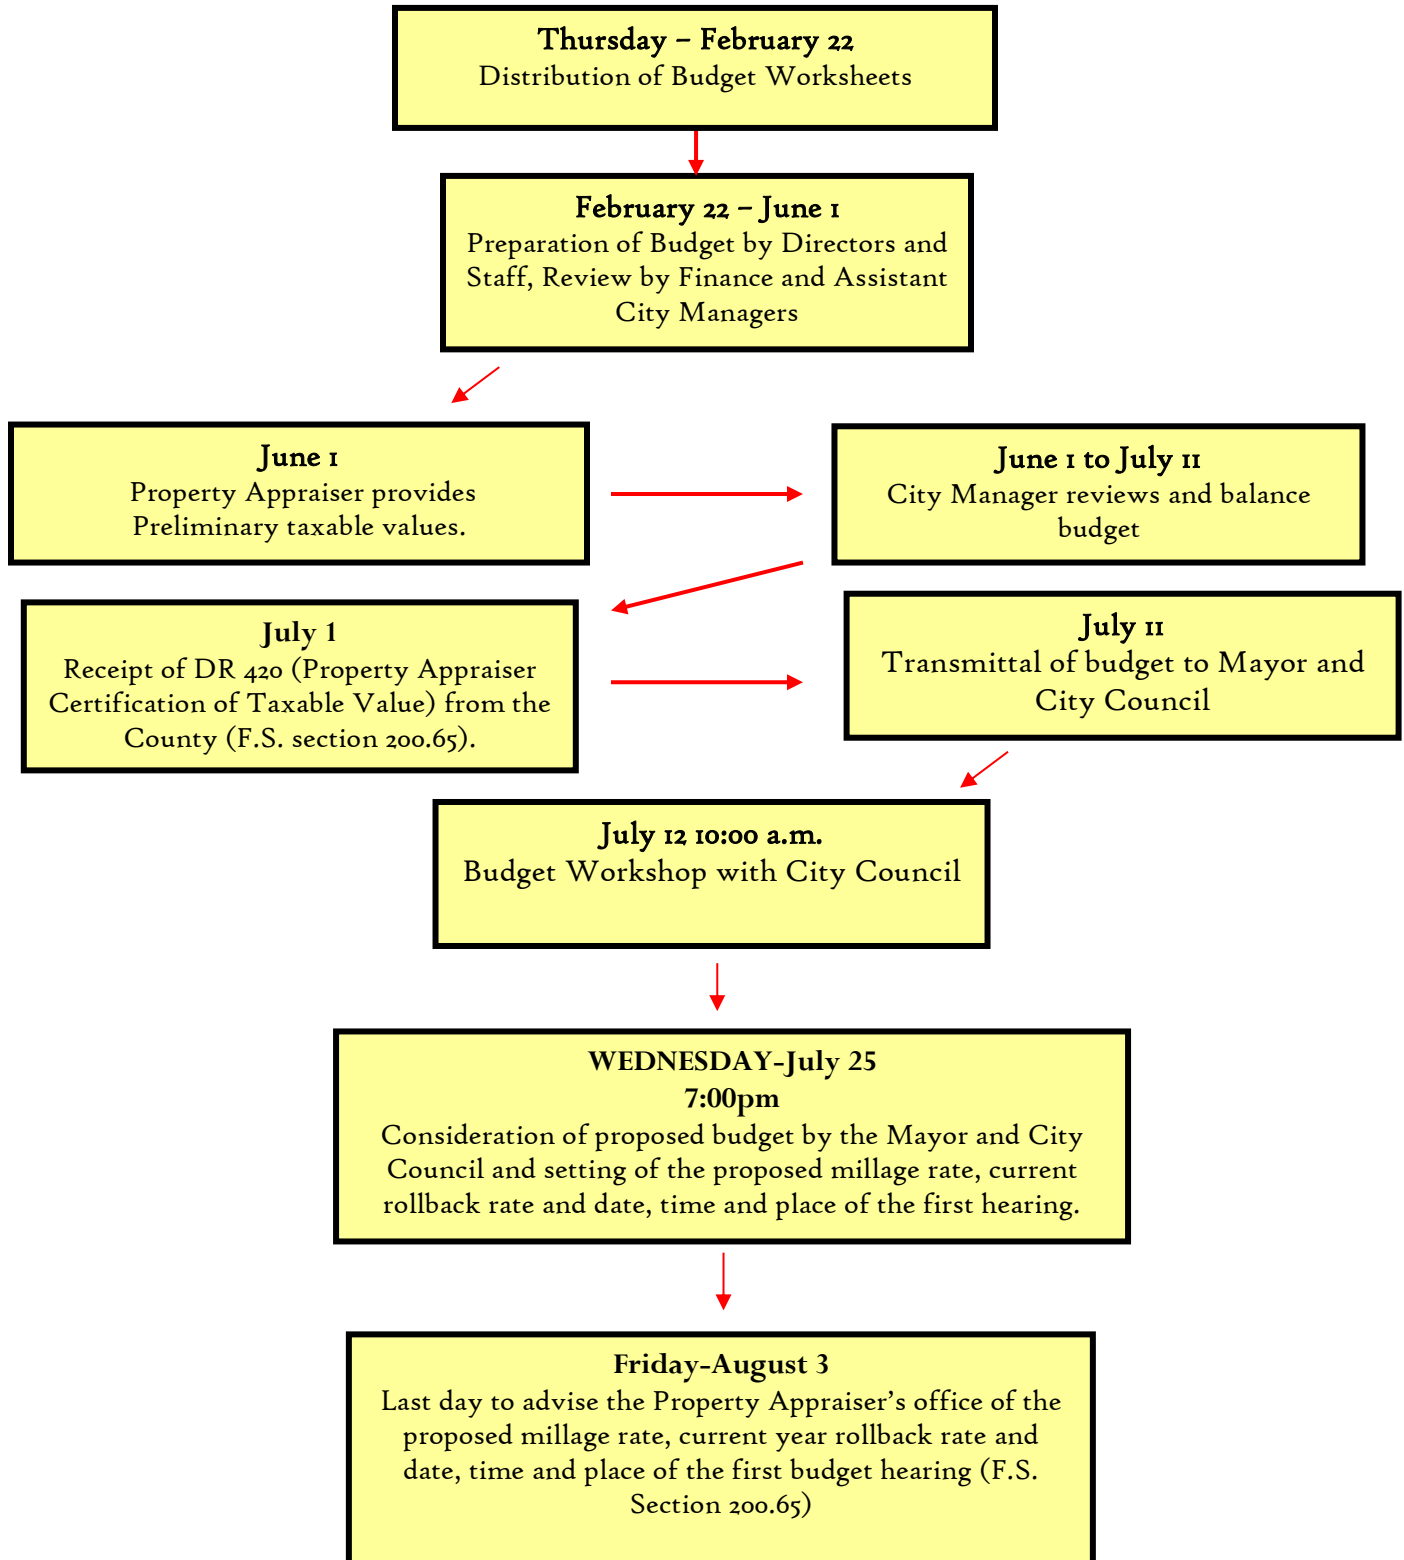 Thursday – February 22
Distribution of Budget Worksheets
February 22 – June 1
Preparation of Budget by Directors and
Staff, Review by Finance and Assistant
City Managers
June 1
Property Appraiser provides
Preliminary taxable values.
June 1 to July 11
City Manager reviews and balance
budget
July 1
Receipt of DR 420 (Property Appraiser
Certification of Taxable Value) from the
County (F.S. section 200.65).
July 11
Transmittal of budget to Mayor and
City Council
July 12 10:00 a.m.
Budget Workshop with City Council
WEDNESDAY-July 25
7:00pm
Consideration of proposed budget by the Mayor and City
Council and setting of the proposed millage rate, current
rollback rate and date, time and place of the first hearing.
Friday-August 3
Last day to advise the Property Appraiser’s office of the
proposed millage rate, current year rollback rate and
date, time and place of the first budget hearing (F.S.
Section 200.65)